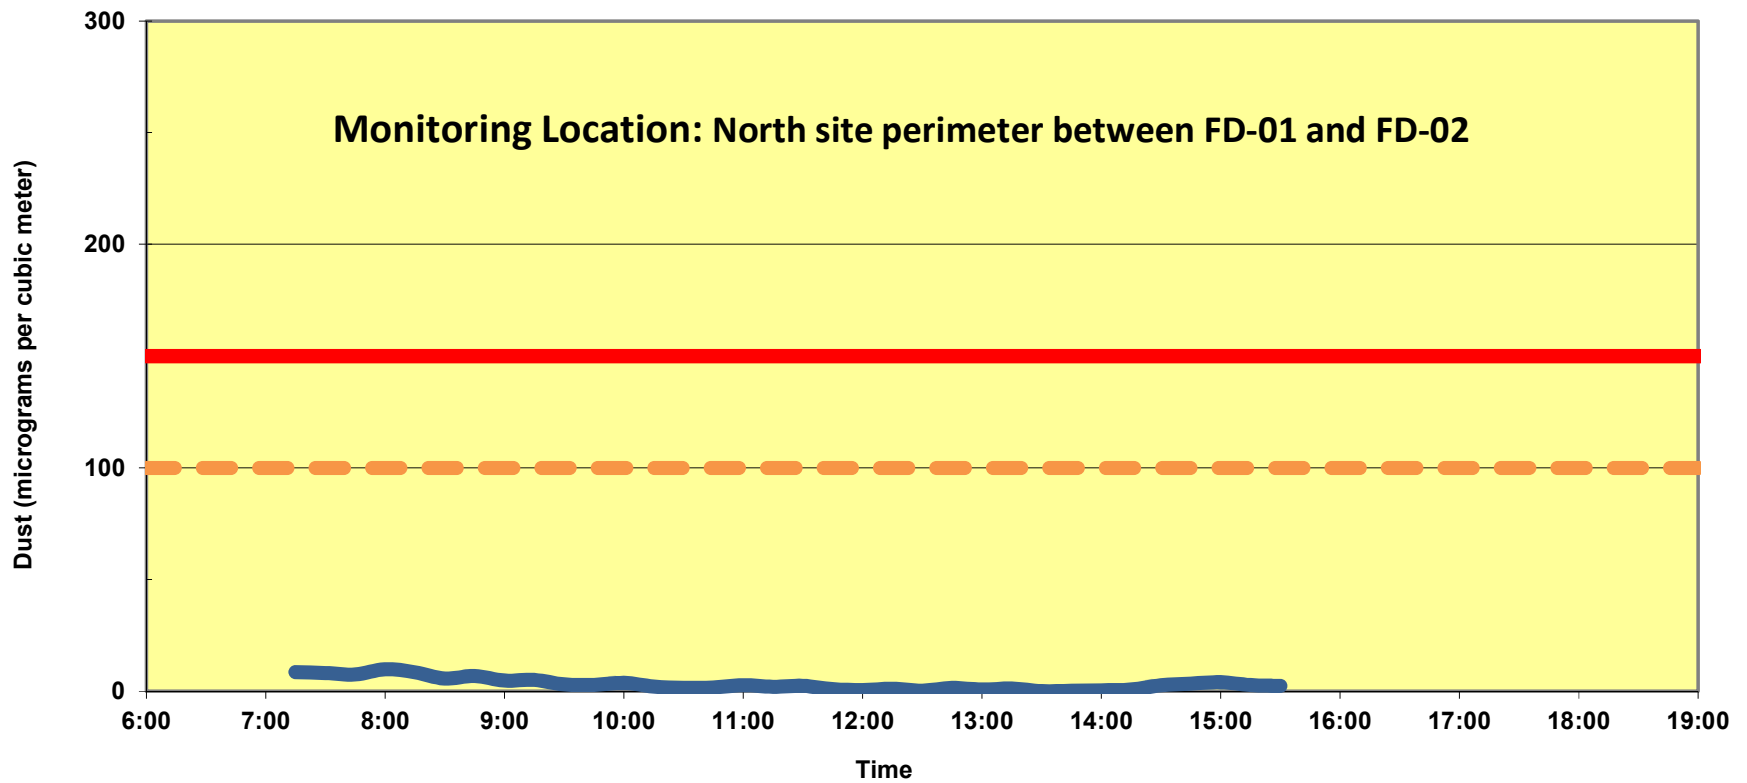 300
Monitoring Location: North site perimeter between FD-01 and FD-02
200
100
0
Dust (micrograms per cubic meter)
6:00 7:00 8:00 9:00 10:00 11:00 12:00 13:00 14:00 15:00 16:00 17:00 18:00 19:00
Time